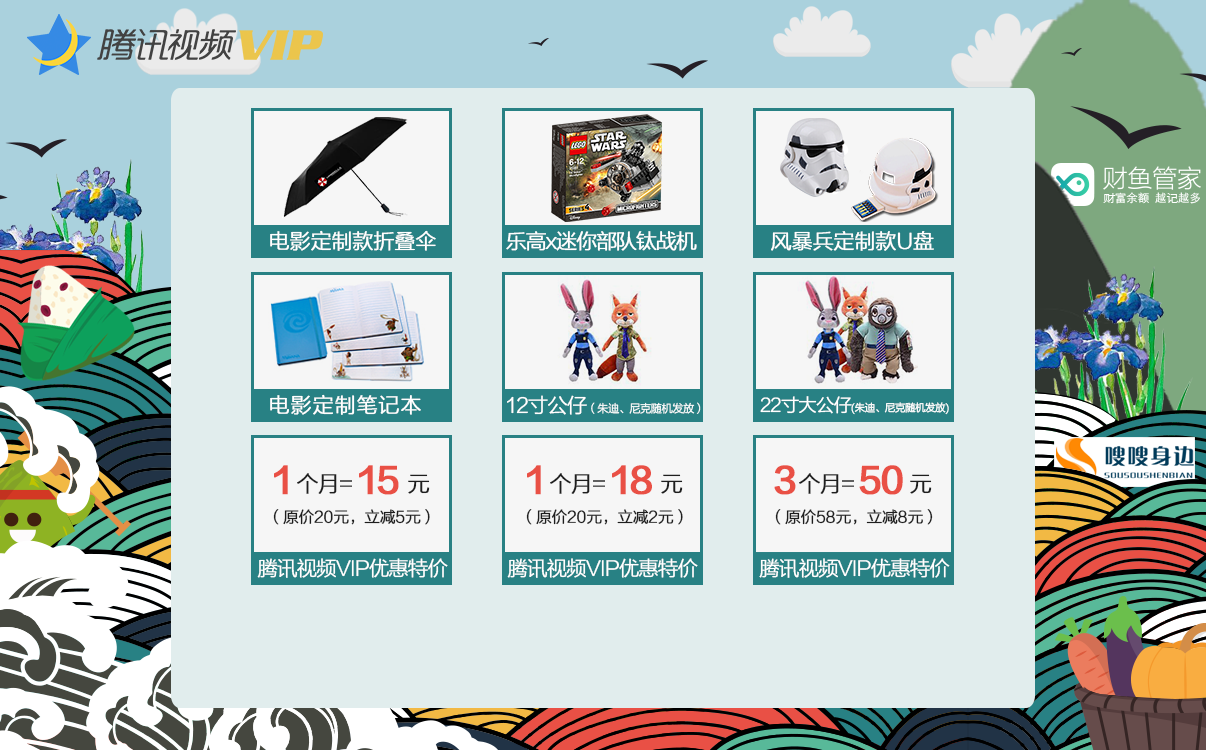 腾讯视频VIP
财鱼管家
财富余额 越记越多
LEGO
STAR WARS
6-12
SERIES 4
MICROFIGHTERS
Disney
电影定制款折叠伞
乐高x迷你部队钛战机
风暴兵定制款U盘
电影定制笔记本
12寸公仔（朱迪、尼克随机发放）
22寸大公仔(朱迪、尼克随机发放)
嗖嗖身边
SOUSOUSHENBIAN
1个月=15元
（原价20元，立减5元）
腾讯视频VIP优惠特价
1个月=18元
（原价20元，立减2元）
腾讯视频VIP优惠特价
3个月=50元
（原价58元，立减8元）
腾讯视频VIP优惠特价